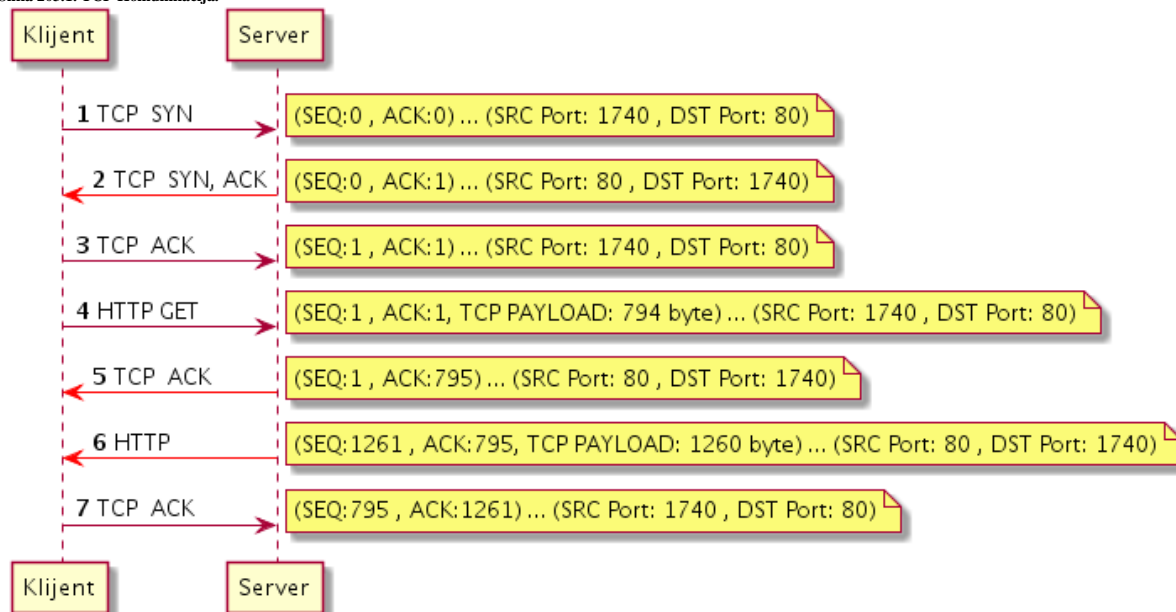 TCP Komunikacija.
Klijent Server
1 TCP SYN (SEQ:0 , ACK:0) ... (SRC Port: 1740 , DST Port: 80)
2 TCP SYN, ACK (SEQ:0 , ACK:1) ... (SRC Port: 80 , DST Port: 1740)
3 TCP ACK (SEQ:1 , ACK:1) ... (SRC Port: 1740 , DST Port: 80)
4 HTTP GET (SEQ:1 , ACK:1, TCP PAYLOAD: 794 byte) ... (SRC Port: 1740 , DST Port: 80)
5 TCP ACK (SEQ:1 , ACK:795) ... (SRC Port: 80 , DST Port: 1740)
6 HTTP (SEQ:1261 , ACK:795, TCP PAYLOAD: 1260 byte) ... (SRC Port: 80 , DST Port: 1740)
7 TCP ACK (SEQ:795 , ACK:1261) ... (SRC Port: 1740 , DST Port: 80)
Klijent Server